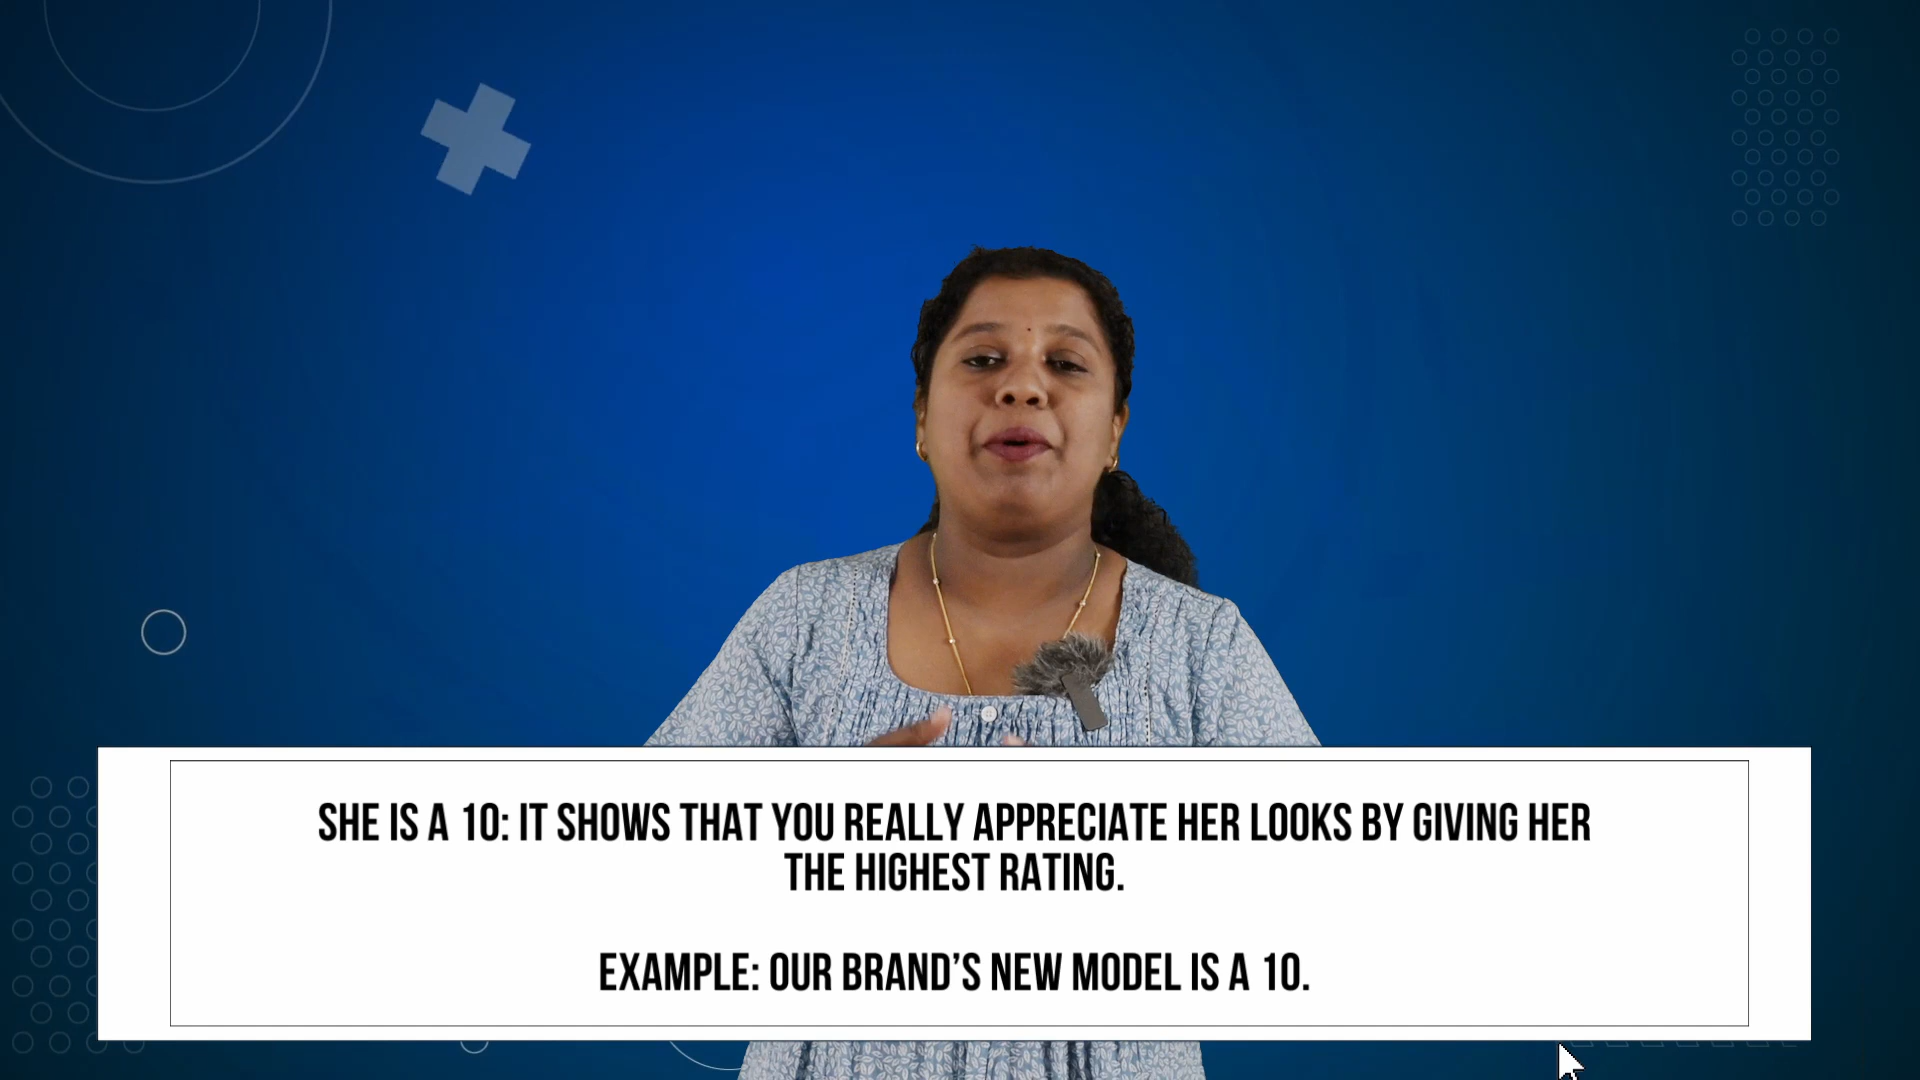 SHE IS A 10: IT SHOWS THAT YOU REALLY APPRECIATE HER LOOKS BY GIVING HER
THE HIGHEST RATING.
EXAMPLE: OUR BRAND'S NEW MODEL IS A 10.